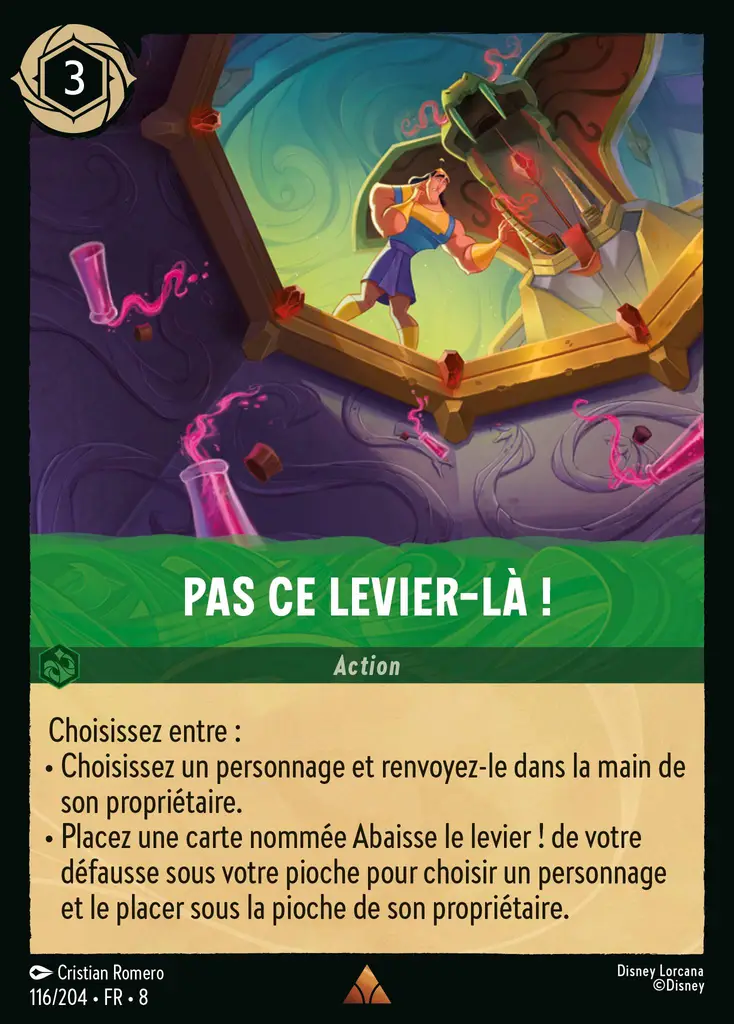 3
PAS CE LEVIER-LÀ !
Action
Choisissez entre :
• Choisissez un personnage et renvoyez-le dans la main de
son propriétaire.
• Placez une carte nommée Abaisse le levier ! de votre
défausse sous votre pioche pour choisir un personnage
et le placer sous la pioche de son propriétaire.
Cristian Romero
116/204 • FR • 8
Disney Lorcana
©Disney